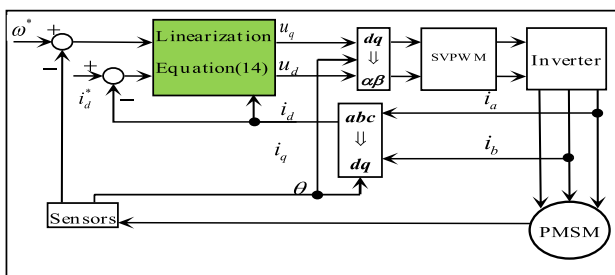 ω* + −
+ i_d* −
Linearization
Equation(14)
u_q
u_d
dq
⇓
αβ
SVPWM
Inverter
i_d
i_q
abc
⇓
dq
i_a
i_b
θ
Sensors
PMSM